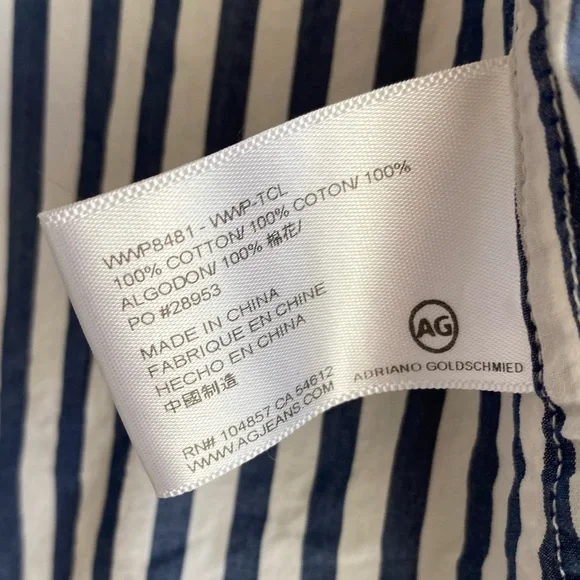 WWP8481 - WWP-TCL
100% COTTON/ 100% COTON/ 100%
ALGODON/ 100% 棉花/
PO #28953
MADE IN CHINA
FABRIQUE EN CHINE
HECHO EN CHINA
中國制造
RN# 104857 CA 54612
WWW.AGJEANS.COM
AG
ADRIANO GOLDSCHMIED